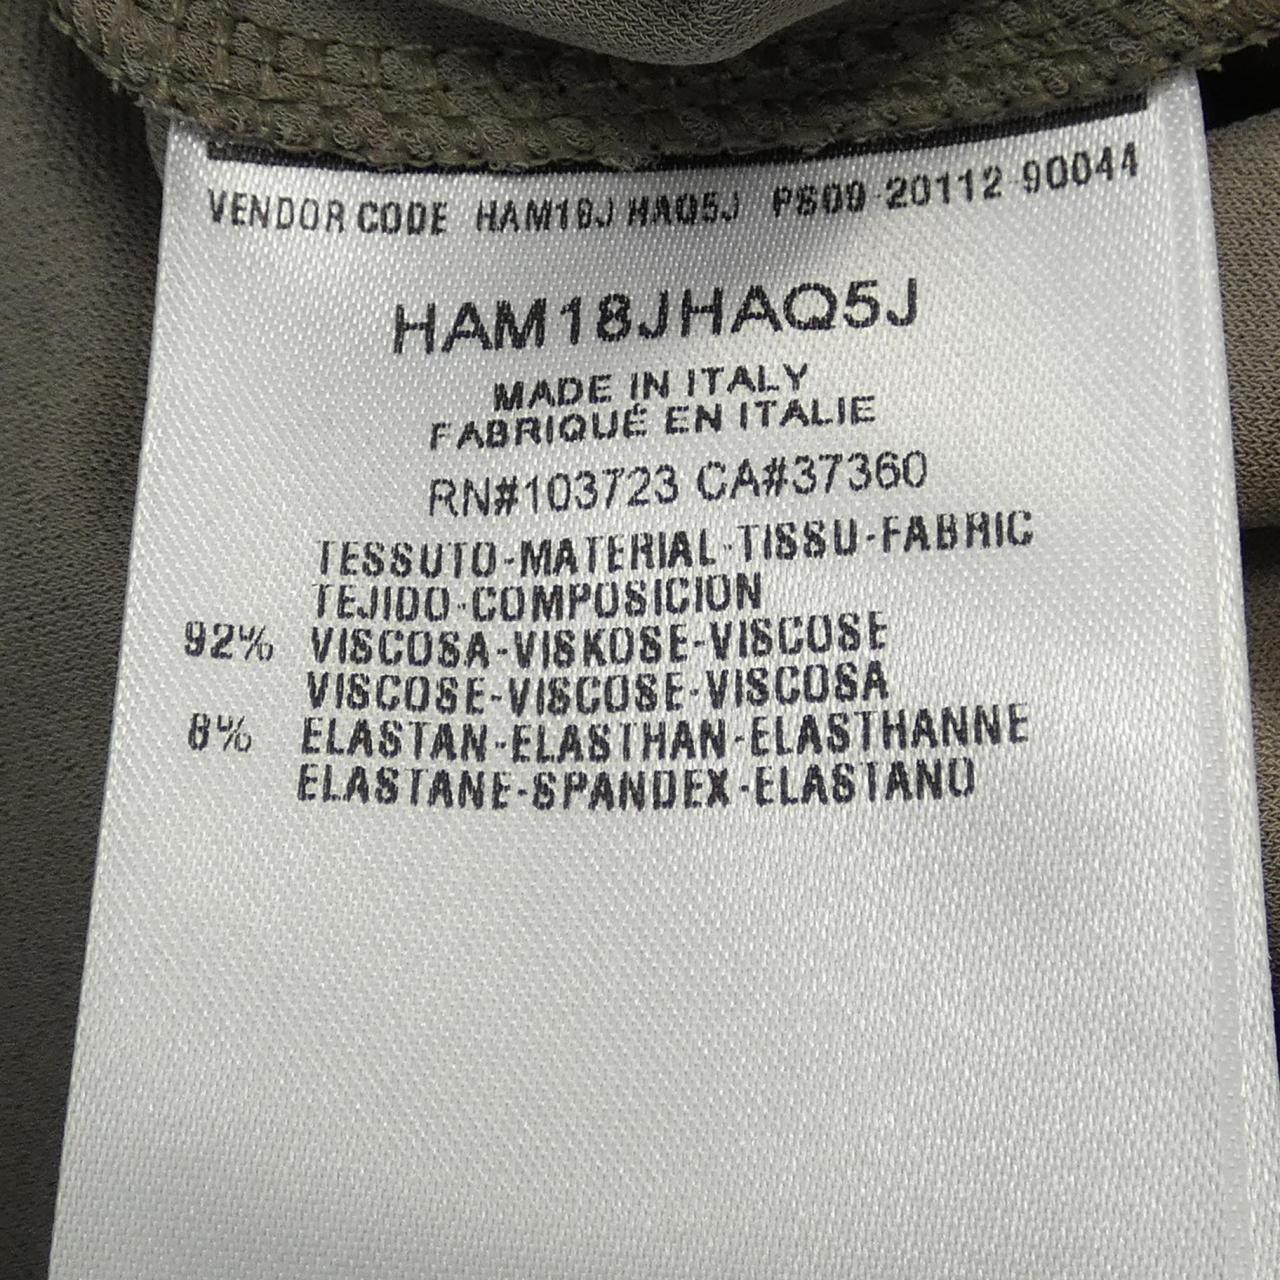 VENDOR CODE HAM18J HAQ5J PS09 20112 90044
HAM18JHAQ5J
MADE IN ITALY
FABRIQUÉ EN ITALIE
RN#103723 CA#37360
TESSUTO-MATERIAL-TISSU-FABRIC
TEJIDO-COMPOSICION
92% VISCOSA-VISKOSE-VISCOSE
VISCOSE-VISCOSE-VISCOSA
8% ELASTAN-ELASTHAN-ELASTHANNE
ELASTANE-SPANDEX-ELASTANO